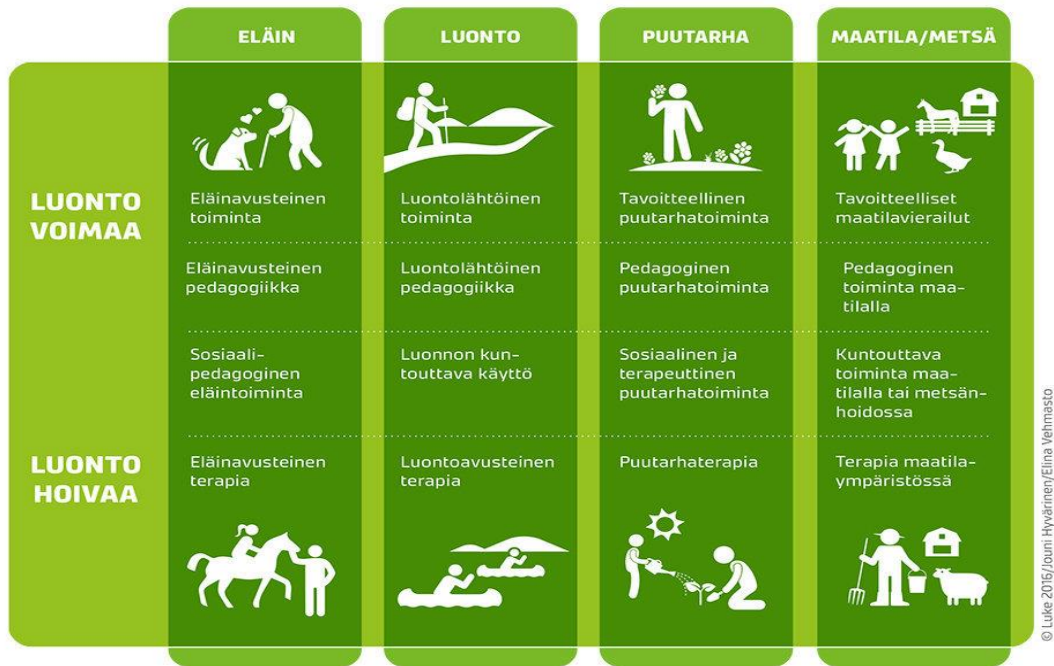 ELÄIN
LUONTO
PUUTARHA
MAATILA/METSÄ
LUONTO
VOIMAA
Eläinavusteinen
toiminta
Luontolähtöinen
toiminta
Tavoitteellinen
puutarhatoiminta
Tavoitteelliset
maatilavierailut
Eläinavusteinen
pedagogiikka
Luontolähtöinen
pedagogiikka
Pedagoginen
puutarhatoiminta
Pedagoginen
toiminta maa-
tilalla
Sosiaali-
pedagoginen
eläintoiminta
Luonnon kun-
touttava käyttö
Sosiaalinen ja
terapeuttinen
puutarhatoiminta
Kuntouttava
toiminta maa-
tilalla tai metsän-
hoidossa
LUONTO
HOIVAA
Eläinavusteinen
terapia
Luontoavusteinen
terapia
Puutarhaterapia
Terapia maatila-
ympäristössä
© Luke 2016/Jouni Hyvärinen/Elina Vehmasto